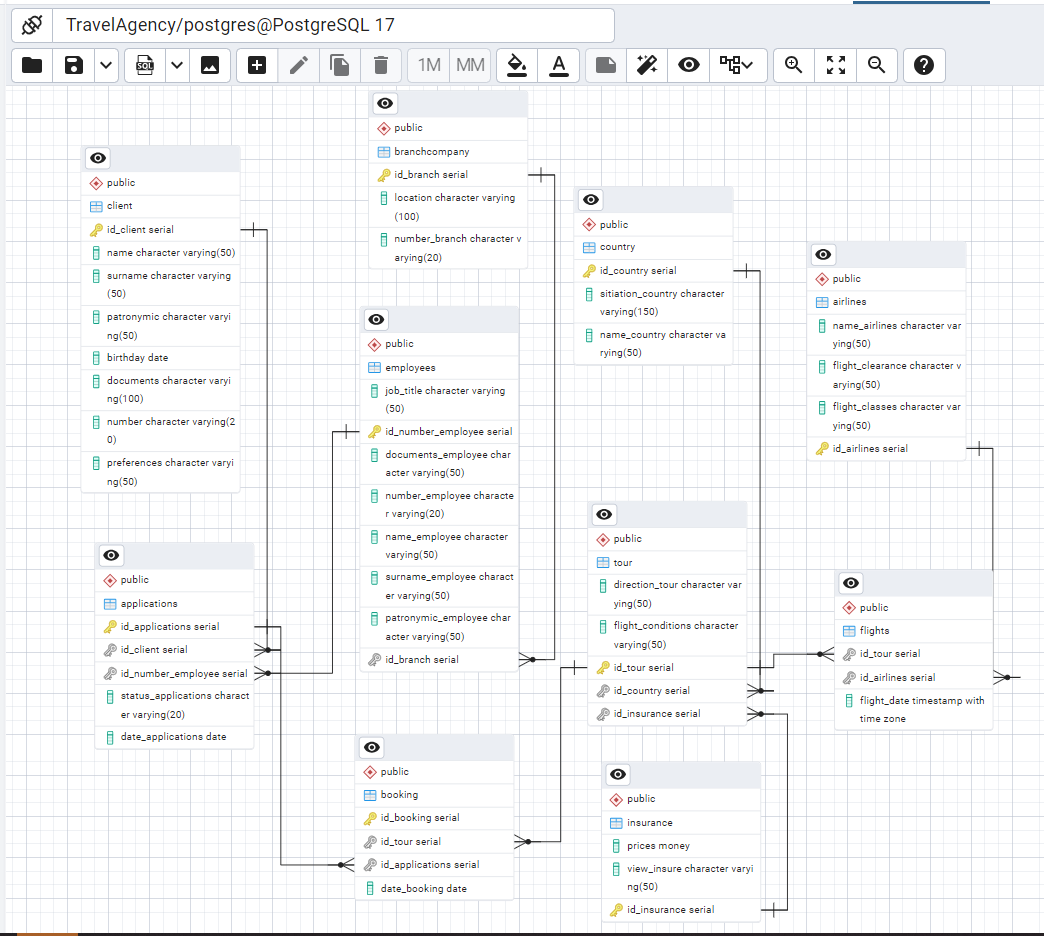 TravelAgency/postgres@PostgreSQL 17
SQL
1M
MM
A
public
branchcompany
id_branch serial
location character varying
(100)
number_branch character v
arying(20)
public
client
id_client serial
name character varying(50)
surname character varying
(50)
patronymic character varyi
ng(50)
birthday date
documents character varyi
ng(100)
number character varying(2
0)
preferences character varyi
ng(50)
public
country
id_country serial
sitiation_country character
varying(150)
name_country character va
rying(50)
public
airlines
name_airlines character var
ying(50)
flight_clearance character v
arying(50)
flight_classes character var
ying(50)
id_airlines serial
public
employees
job_title character varying
(50)
id_number_employee serial
documents_employee char
acter varying(50)
number_employee characte
r varying(20)
name_employee character
varying(50)
surname_employee charact
er varying(50)
patronymic_employee char
acter varying(50)
id_branch serial
public
applications
id_applications serial
id_client serial
id_number_employee serial
status_applications charact
er varying(20)
date_applications date
public
tour
direction_tour character var
ying(50)
flight_conditions character
varying(50)
id_tour serial
id_country serial
id_insurance serial
public
flights
id_tour serial
id_airlines serial
flight_date timestamp with
time zone
public
booking
id_booking serial
id_tour serial
id_applications serial
date_booking date
public
insurance
prices money
view_insure character varyi
ng(50)
id_insurance serial